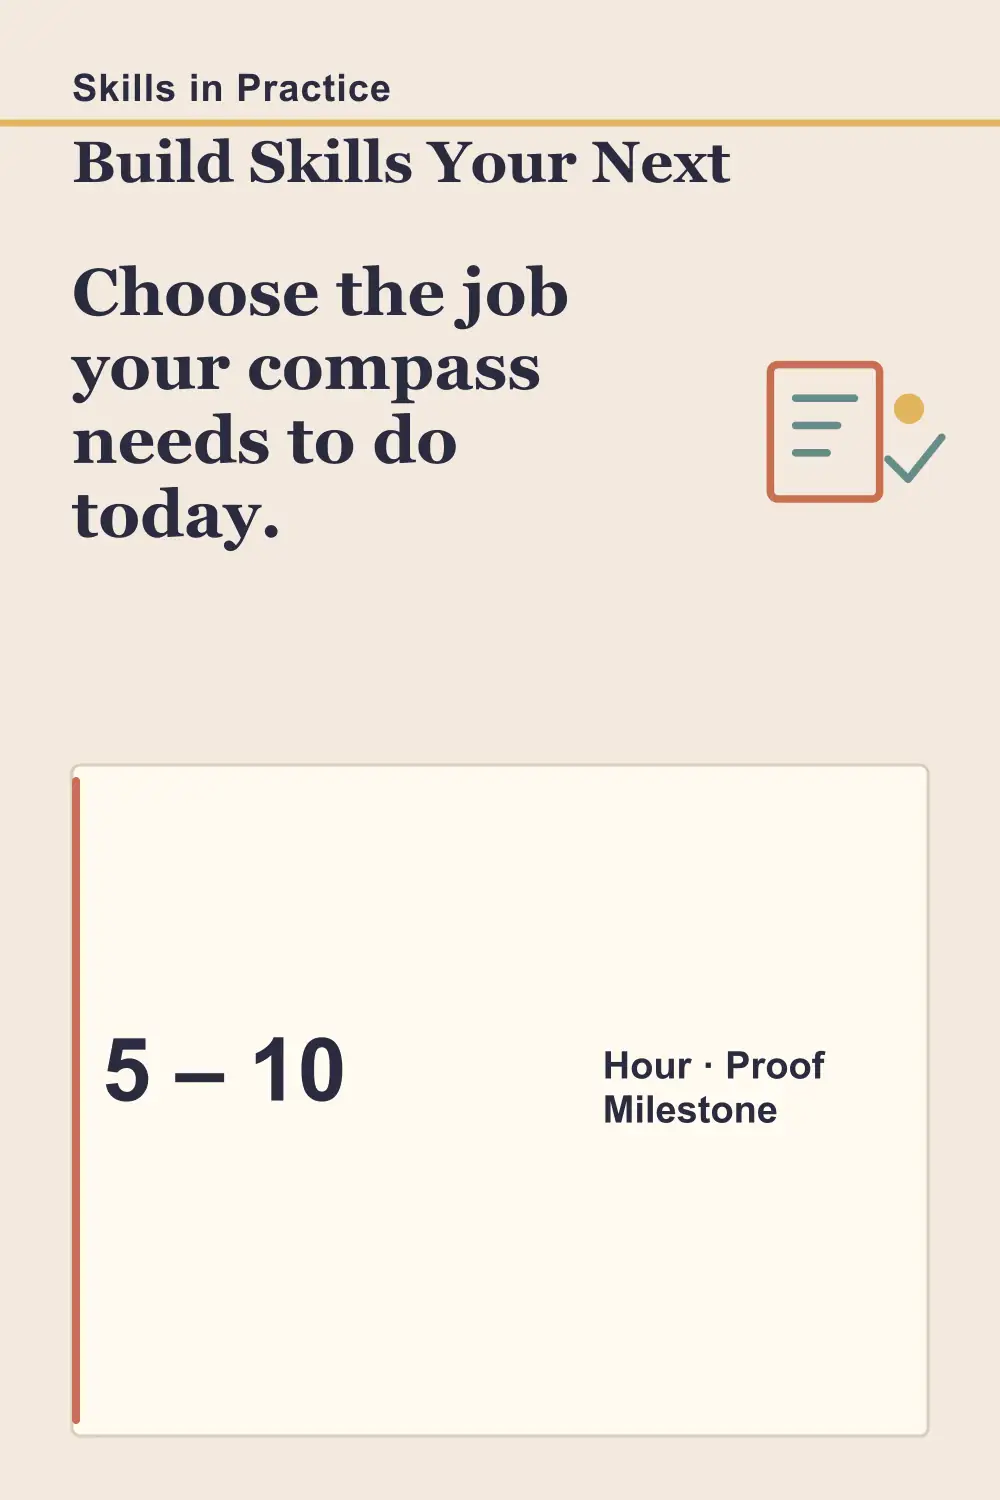 Skills in Practice
Build Skills Your Next
Choose the job
your compass
needs to do
today.
5 – 10
Hour · Proof
Milestone